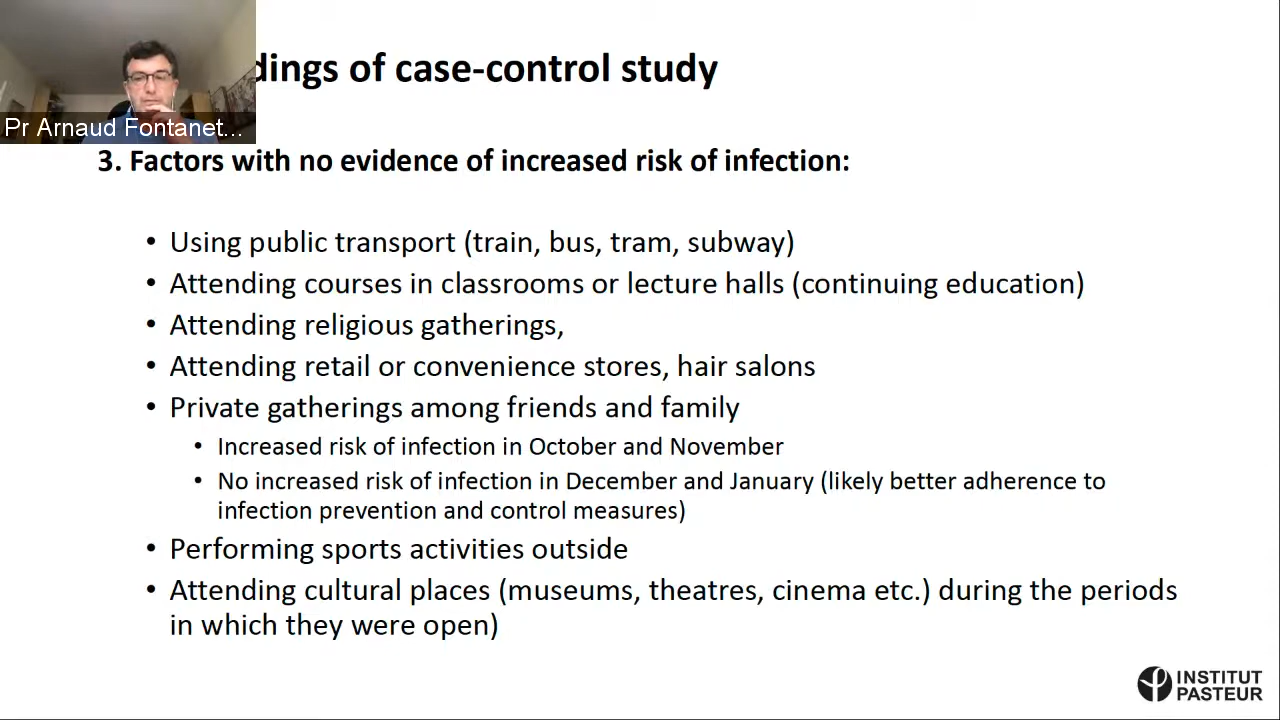 dings of case-control study
Pr Arnaud Fontanet...
3. Factors with no evidence of increased risk of infection:
• Using public transport (train, bus, tram, subway)
• Attending courses in classrooms or lecture halls (continuing education)
• Attending religious gatherings,
• Attending retail or convenience stores, hair salons
• Private gatherings among friends and family
• Increased risk of infection in October and November
• No increased risk of infection in December and January (likely better adherence to
infection prevention and control measures)
• Performing sports activities outside
• Attending cultural places (museums, theatres, cinema etc.) during the periods
in which they were open)
INSTITUT
PASTEUR